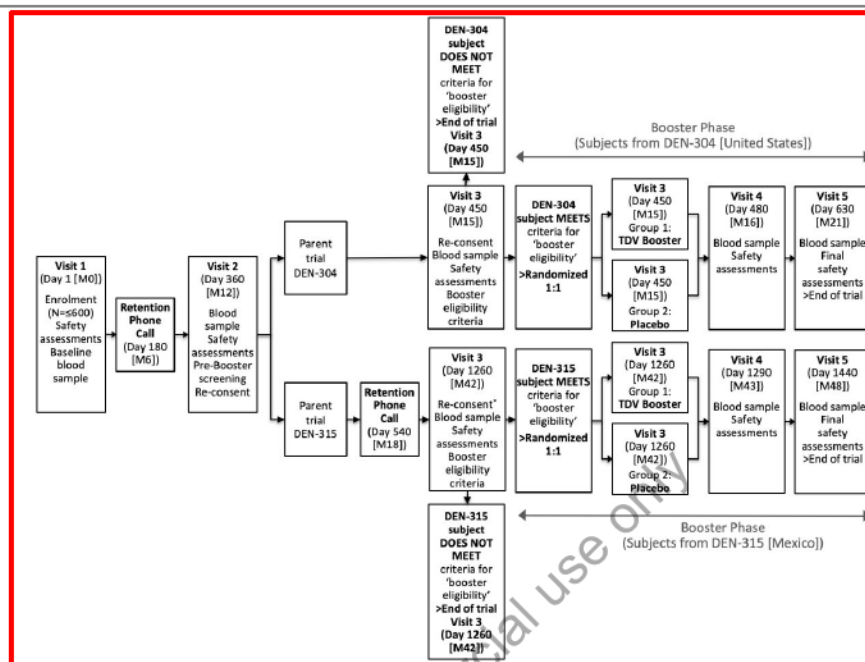 DEN-304
subject
DOES NOT
MEET
criteria for
'booster
eligibility'
>End of trial
Visit 3
(Day 450
[M15])
Booster Phase
(Subjects from DEN-304 [United States])
Visit 1
(Day 1 [M0])
Enrolment
(N=≤600)
Safety
assessments
Baseline
blood
sample
Retention
Phone
Call
(Day 180
[M6])
Visit 2
(Day 360
[M12])
Blood
sample
Safety
assessments
Pre-Booster
screening
Re-consent
Parent
trial
DEN-304
Visit 3
(Day 450
[M15])
Re-consent
Blood sample
Safety
assessments
Booster
eligibility
criteria
DEN-304
subject MEETS
criteria for
'booster
eligibility'
>Randomized
1:1
Visit 3
(Day 450
[M15])
Group 1:
TDV Booster
Visit 3
(Day 450
[M15])
Group 2:
Placebo
Visit 4
(Day 480
[M16])
Blood sample
Safety
assessments
Visit 5
(Day 630
[M21])
Blood sample
Final
safety
assessments
>End of trial
Parent
trial
DEN-315
Retention
Phone
Call
(Day 540
[M18])
Visit 3
(Day 1260
[M42])
Re-consent*
Blood sample
Safety
assessments
Booster
eligibility
criteria
DEN-315
subject MEETS
criteria for
'booster
eligibility'
>Randomized
1:1
Visit 3
(Day 1260
[M42])
Group 1:
TDV Booster
Visit 3
(Day 1260
[M42])
Group 2:
Placebo
Visit 4
(Day 1290
[M43])
Blood sample
Safety
assessments
Visit 5
(Day 1440
[M48])
Blood sample
Final
safety
assessments
>End of trial
Booster Phase
(Subjects from DEN-315 [Mexico])
DEN-315
subject
DOES NOT
MEET
criteria for
'booster
eligibility'
>End of trial
Visit 3
(Day 1260
[M42])
use only